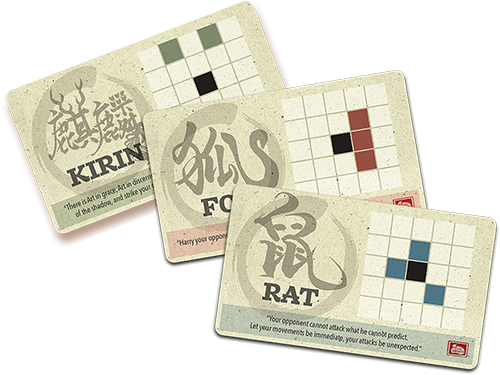 麒麟
KIRIN
"There is Art in grace. Art in discern
of the shadow, and strike your
狐
FO
"Harry your oppone
鼠
RAT
"Your opponent cannot attack what he cannot predict.
Let your movements be immediate, your attacks be unexpected."